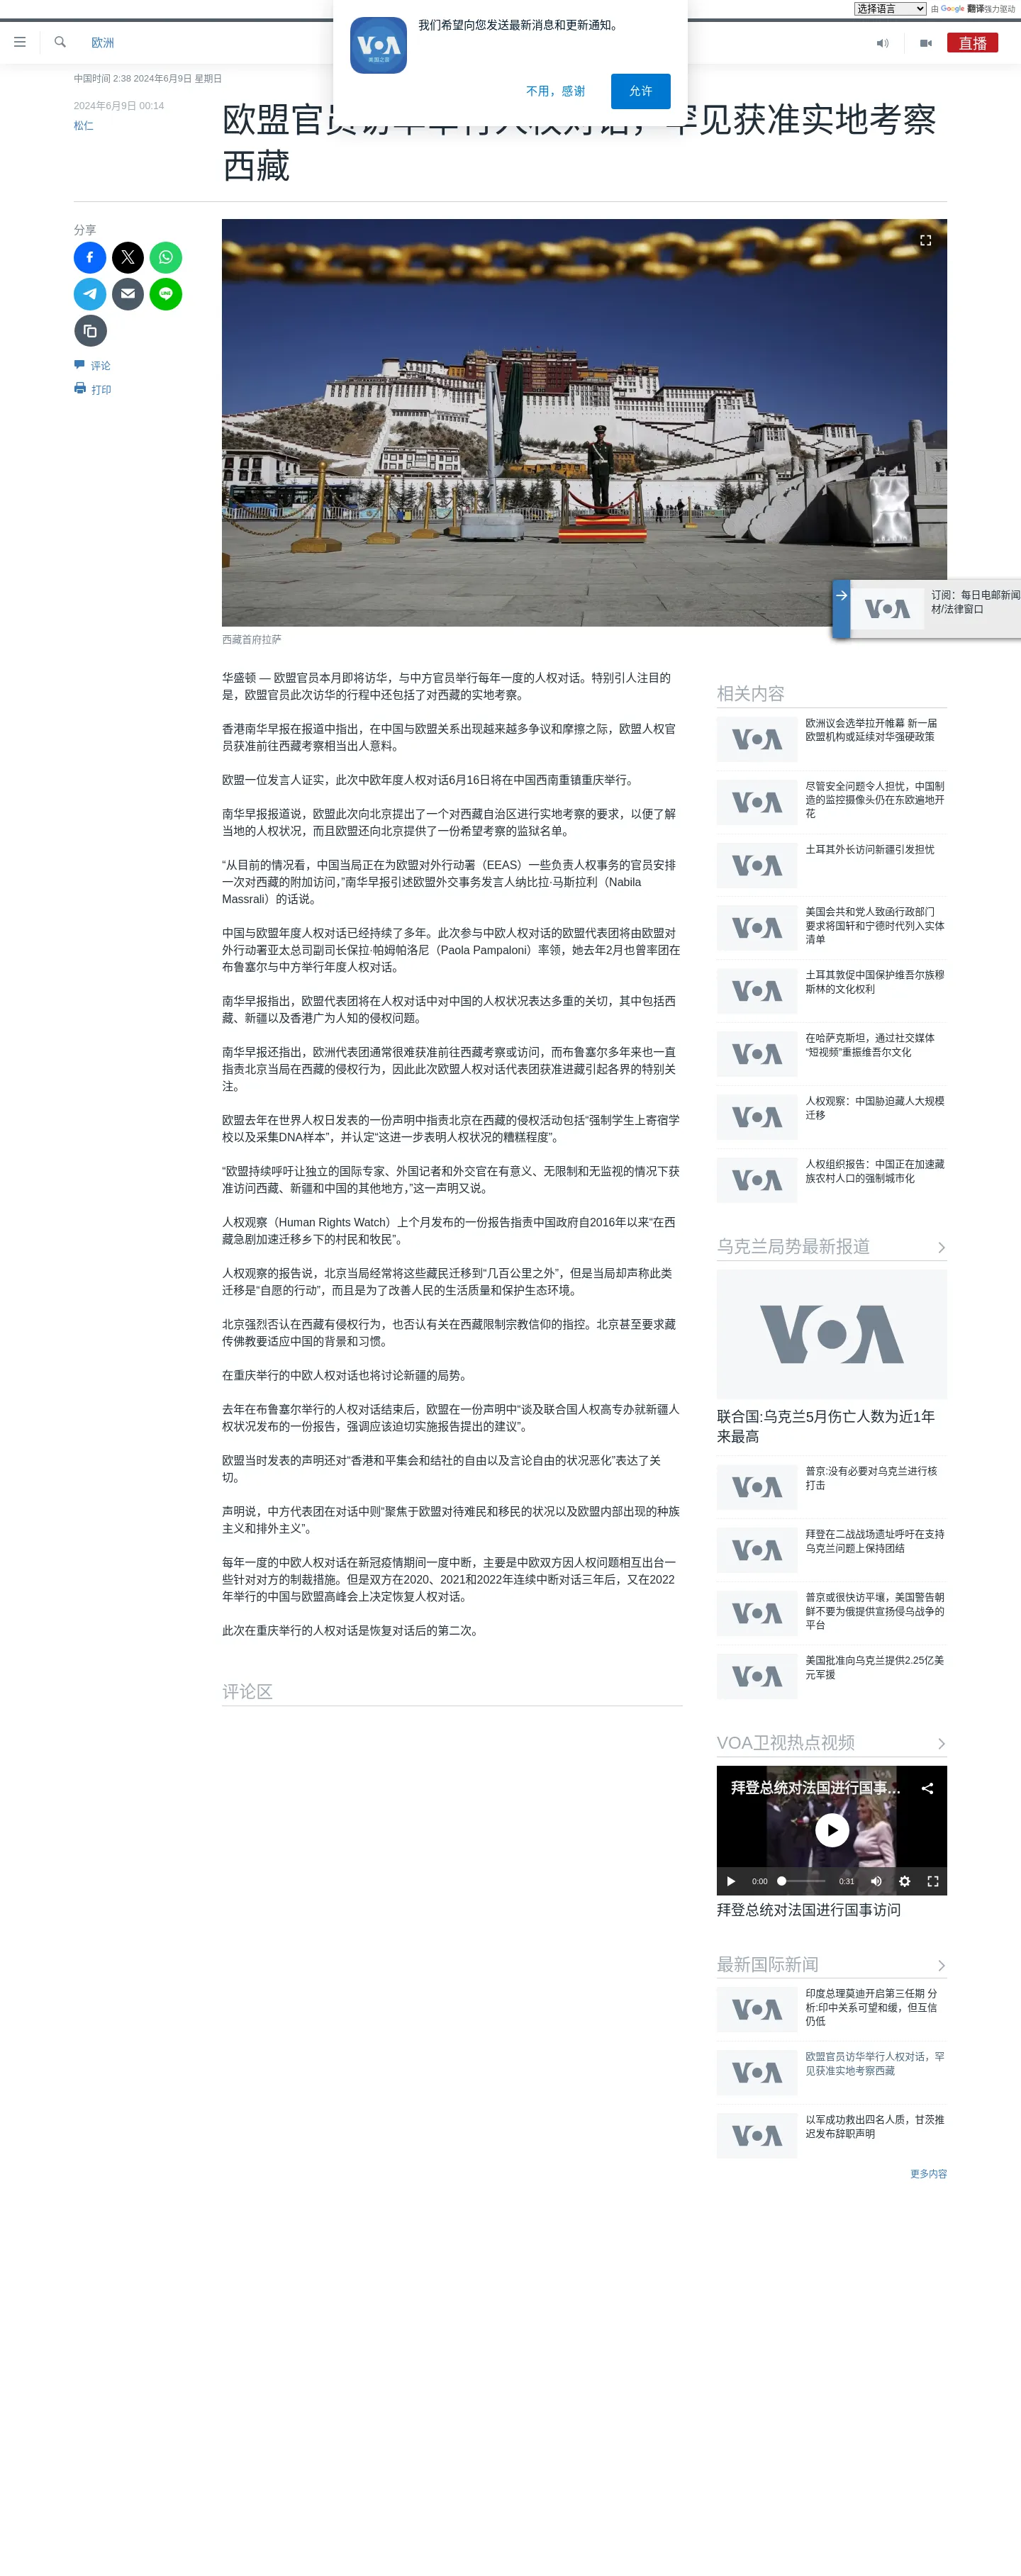 选择语言
由 Google 翻译强力驱动
我们希望向您发送最新消息和更新通知。
VOA
美国之音
不用，感谢
允许
欧洲
直播
中国时间 2:38 2024年6月9日 星期日
2024年6月9日 00:14
松仁
欧盟官员访华举行人权对话，罕见获准实地考察
西藏
分享
评论
打印
西藏首府拉萨
订阅：每日电邮新闻
材/法律窗口
华盛顿 — 欧盟官员本月即将访华，与中方官员举行每年一度的人权对话。特别引人注目的
是，欧盟官员此次访华的行程中还包括了对西藏的实地考察。
香港南华早报在报道中指出，在中国与欧盟关系出现越来越多争议和摩擦之际，欧盟人权官
员获准前往西藏考察相当出人意料。
欧盟一位发言人证实，此次中欧年度人权对话6月16日将在中国西南重镇重庆举行。
南华早报报道说，欧盟此次向北京提出了一个对西藏自治区进行实地考察的要求，以便了解
当地的人权状况，而且欧盟还向北京提供了一份希望考察的监狱名单。
“从目前的情况看，中国当局正在为欧盟对外行动署（EEAS）一些负责人权事务的官员安排
一次对西藏的附加访问，”南华早报引述欧盟外交事务发言人纳比拉·马斯拉利（Nabila
Massrali）的话说。
中国与欧盟年度人权对话已经持续了多年。此次参与中欧人权对话的欧盟代表团将由欧盟对
外行动署亚太总司副司长保拉·帕姆帕洛尼（Paola Pampaloni）率领，她去年2月也曾率团在
布鲁塞尔与中方举行年度人权对话。
南华早报指出，欧盟代表团将在人权对话中对中国的人权状况表达多重的关切，其中包括西
藏、新疆以及香港广为人知的侵权问题。
南华早报还指出，欧洲代表团通常很难获准前往西藏考察或访问，而布鲁塞尔多年来也一直
指责北京当局在西藏的侵权行为，因此此次欧盟人权对话代表团获准进藏引起各界的特别关
注。
欧盟去年在世界人权日发表的一份声明中指责北京在西藏的侵权活动包括“强制学生上寄宿学
校以及采集DNA样本”，并认定“这进一步表明人权状况的糟糕程度”。
“欧盟持续呼吁让独立的国际专家、外国记者和外交官在有意义、无限制和无监视的情况下获
准访问西藏、新疆和中国的其他地方，”这一声明又说。
人权观察（Human Rights Watch）上个月发布的一份报告指责中国政府自2016年以来“在西
藏急剧加速迁移乡下的村民和牧民”。
人权观察的报告说，北京当局经常将这些藏民迁移到“几百公里之外”，但是当局却声称此类
迁移是“自愿的行动”，而且是为了改善人民的生活质量和保护生态环境。
北京强烈否认在西藏有侵权行为，也否认有关在西藏限制宗教信仰的指控。北京甚至要求藏
传佛教要适应中国的背景和习惯。
在重庆举行的中欧人权对话也将讨论新疆的局势。
去年在布鲁塞尔举行的人权对话结束后，欧盟在一份声明中“谈及联合国人权高专办就新疆人
权状况发布的一份报告，强调应该迫切实施报告提出的建议”。
欧盟当时发表的声明还对“香港和平集会和结社的自由以及言论自由的状况恶化”表达了关
切。
声明说，中方代表团在对话中则“聚焦于欧盟对待难民和移民的状况以及欧盟内部出现的种族
主义和排外主义”。
每年一度的中欧人权对话在新冠疫情期间一度中断，主要是中欧双方因人权问题相互出台一
些针对对方的制裁措施。但是双方在2020、2021和2022年连续中断对话三年后，又在2022
年举行的中国与欧盟高峰会上决定恢复人权对话。
此次在重庆举行的人权对话是恢复对话后的第二次。
评论区
相关内容
欧洲议会选举拉开帷幕 新一届
欧盟机构或延续对华强硬政策
尽管安全问题令人担忧，中国制
造的监控摄像头仍在东欧遍地开
花
土耳其外长访问新疆引发担忧
美国会共和党人致函行政部门
要求将国轩和宁德时代列入实体
清单
土耳其敦促中国保护维吾尔族穆
斯林的文化权利
在哈萨克斯坦，通过社交媒体
“短视频”重振维吾尔文化
人权观察：中国胁迫藏人大规模
迁移
人权组织报告：中国正在加速藏
族农村人口的强制城市化
乌克兰局势最新报道
VOA
联合国:乌克兰5月伤亡人数为近1年
来最高
普京:没有必要对乌克兰进行核
打击
拜登在二战战场遗址呼吁在支持
乌克兰问题上保持团结
普京或很快访平壤，美国警告朝
鲜不要为俄提供宣扬侵乌战争的
平台
美国批准向乌克兰提供2.25亿美
元军援
VOA卫视热点视频
拜登总统对法国进行国事…
0:00
0:31
拜登总统对法国进行国事访问
最新国际新闻
印度总理莫迪开启第三任期 分
析:印中关系可望和缓，但互信
仍低
欧盟官员访华举行人权对话，罕
见获准实地考察西藏
以军成功救出四名人质，甘茨推
迟发布辞职声明
更多内容